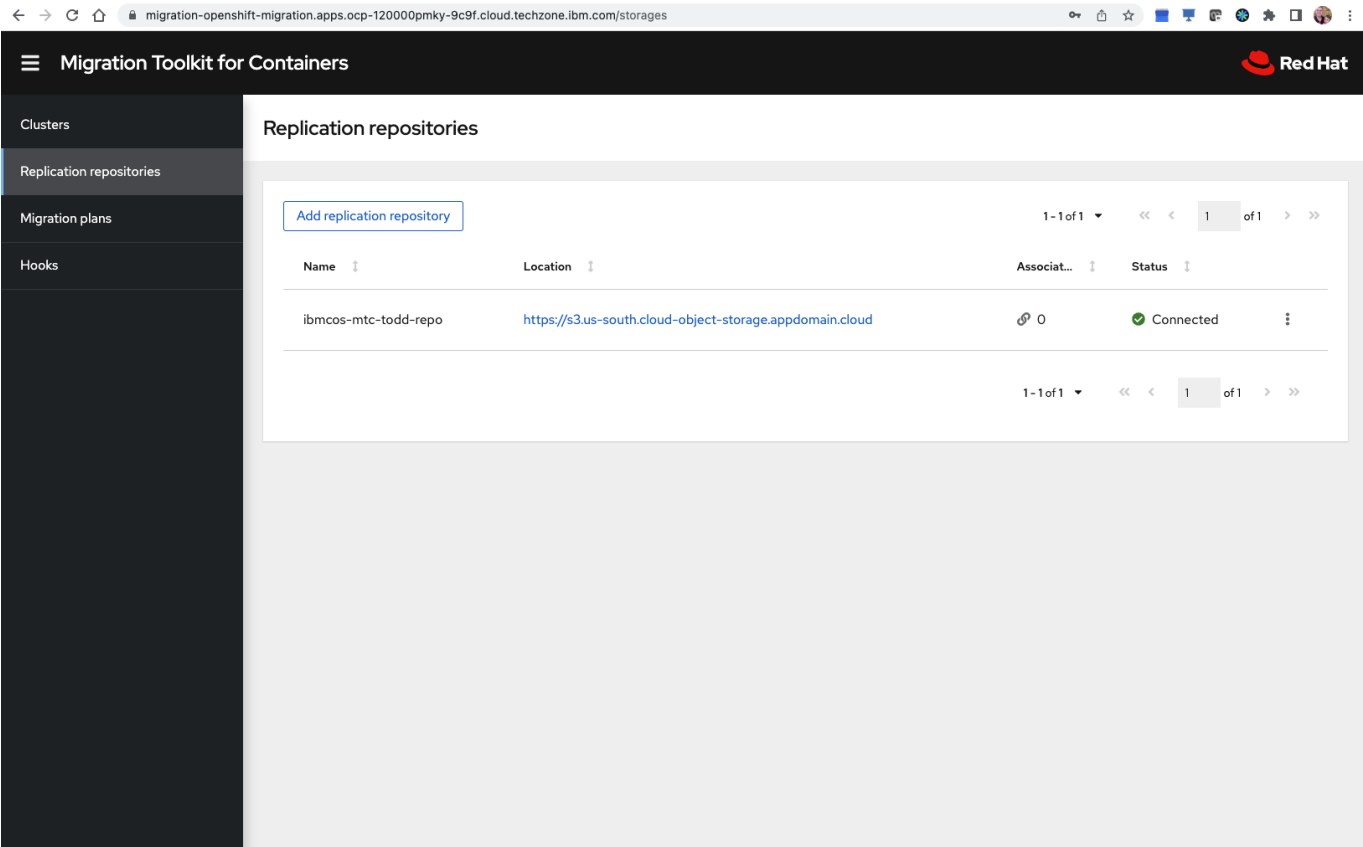 migration-openshift-migration.apps.ocp-120000pmky-9c9f.cloud.techzone.ibm.com/storages
Migration Toolkit for Containers
Red Hat
Clusters
Replication repositories
Migration plans
Hooks
Replication repositories
Add replication repository
1 - 1 of 1
1 of 1
Name Location Associat... Status
ibmcos-mtc-todd-repo https://s3.us-south.cloud-object-storage.appdomain.cloud 0 Connected
1 - 1 of 1
1 of 1